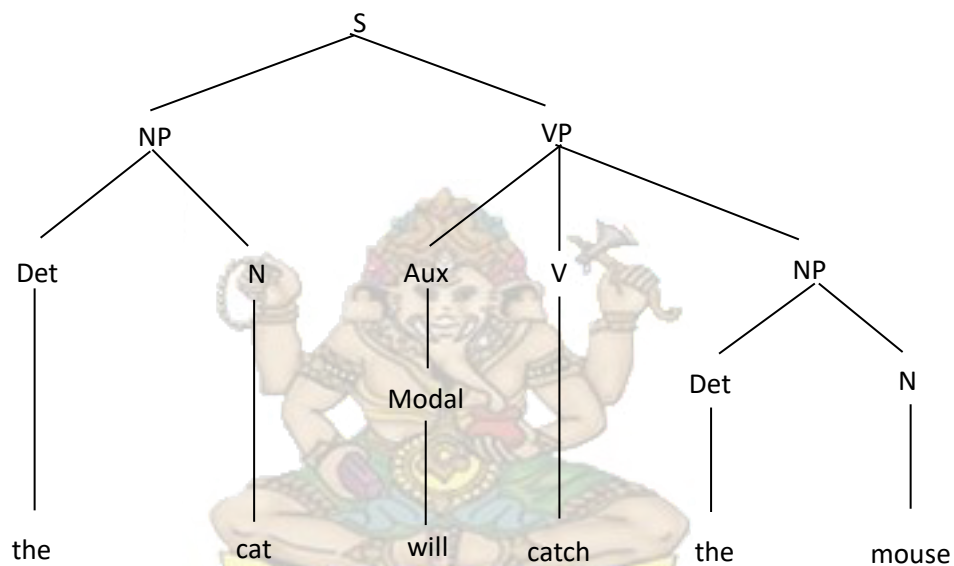 S
NP VP
Det N Aux V NP
Modal Det N
the cat will catch the mouse